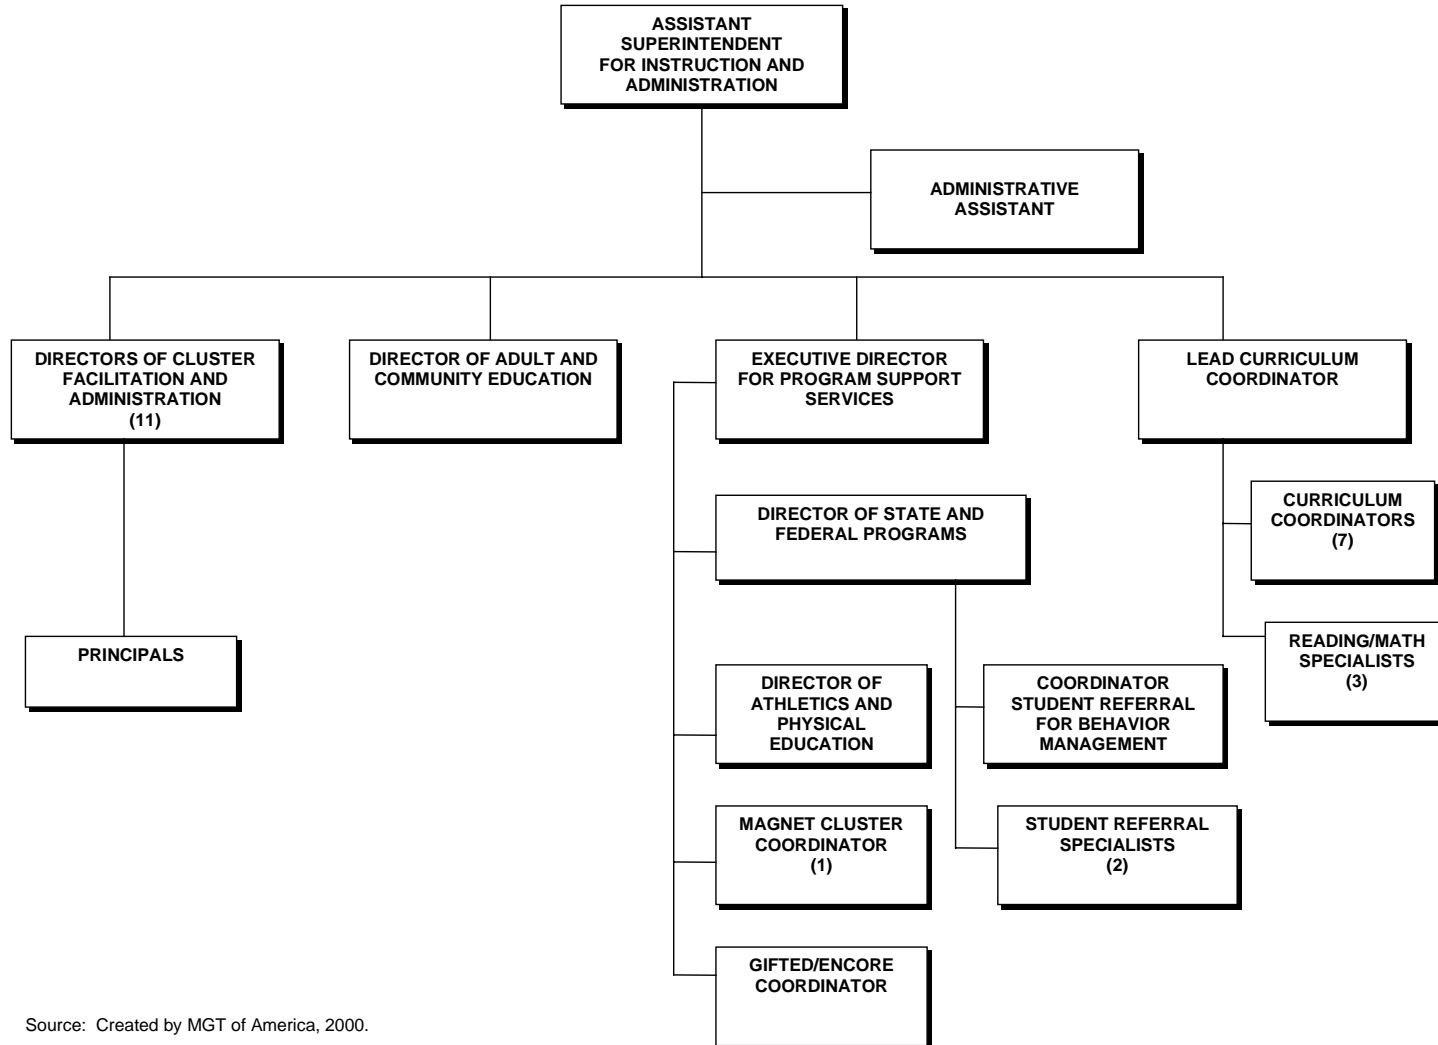 ASSISTANT
SUPERINTENDENT
FOR INSTRUCTION AND
ADMINISTRATION
ADMINISTRATIVE
ASSISTANT
DIRECTORS OF CLUSTER
FACILITATION AND
ADMINISTRATION
(11)
DIRECTOR OF ADULT AND
COMMUNITY EDUCATION
EXECUTIVE DIRECTOR
FOR PROGRAM SUPPORT
SERVICES
LEAD CURRICULUM
COORDINATOR
CURRICULUM
COORDINATORS
(7)
DIRECTOR OF STATE AND
FEDERAL PROGRAMS
PRINCIPALS
READING/MATH
SPECIALISTS
(3)
DIRECTOR OF
ATHLETICS AND
PHYSICAL
EDUCATION
COORDINATOR
STUDENT REFERRAL
FOR BEHAVIOR
MANAGEMENT
MAGNET CLUSTER
COORDINATOR
(1)
STUDENT REFERRAL
SPECIALISTS
(2)
GIFTED/ENCORE
COORDINATOR
Source:  Created by MGT of America, 2000.